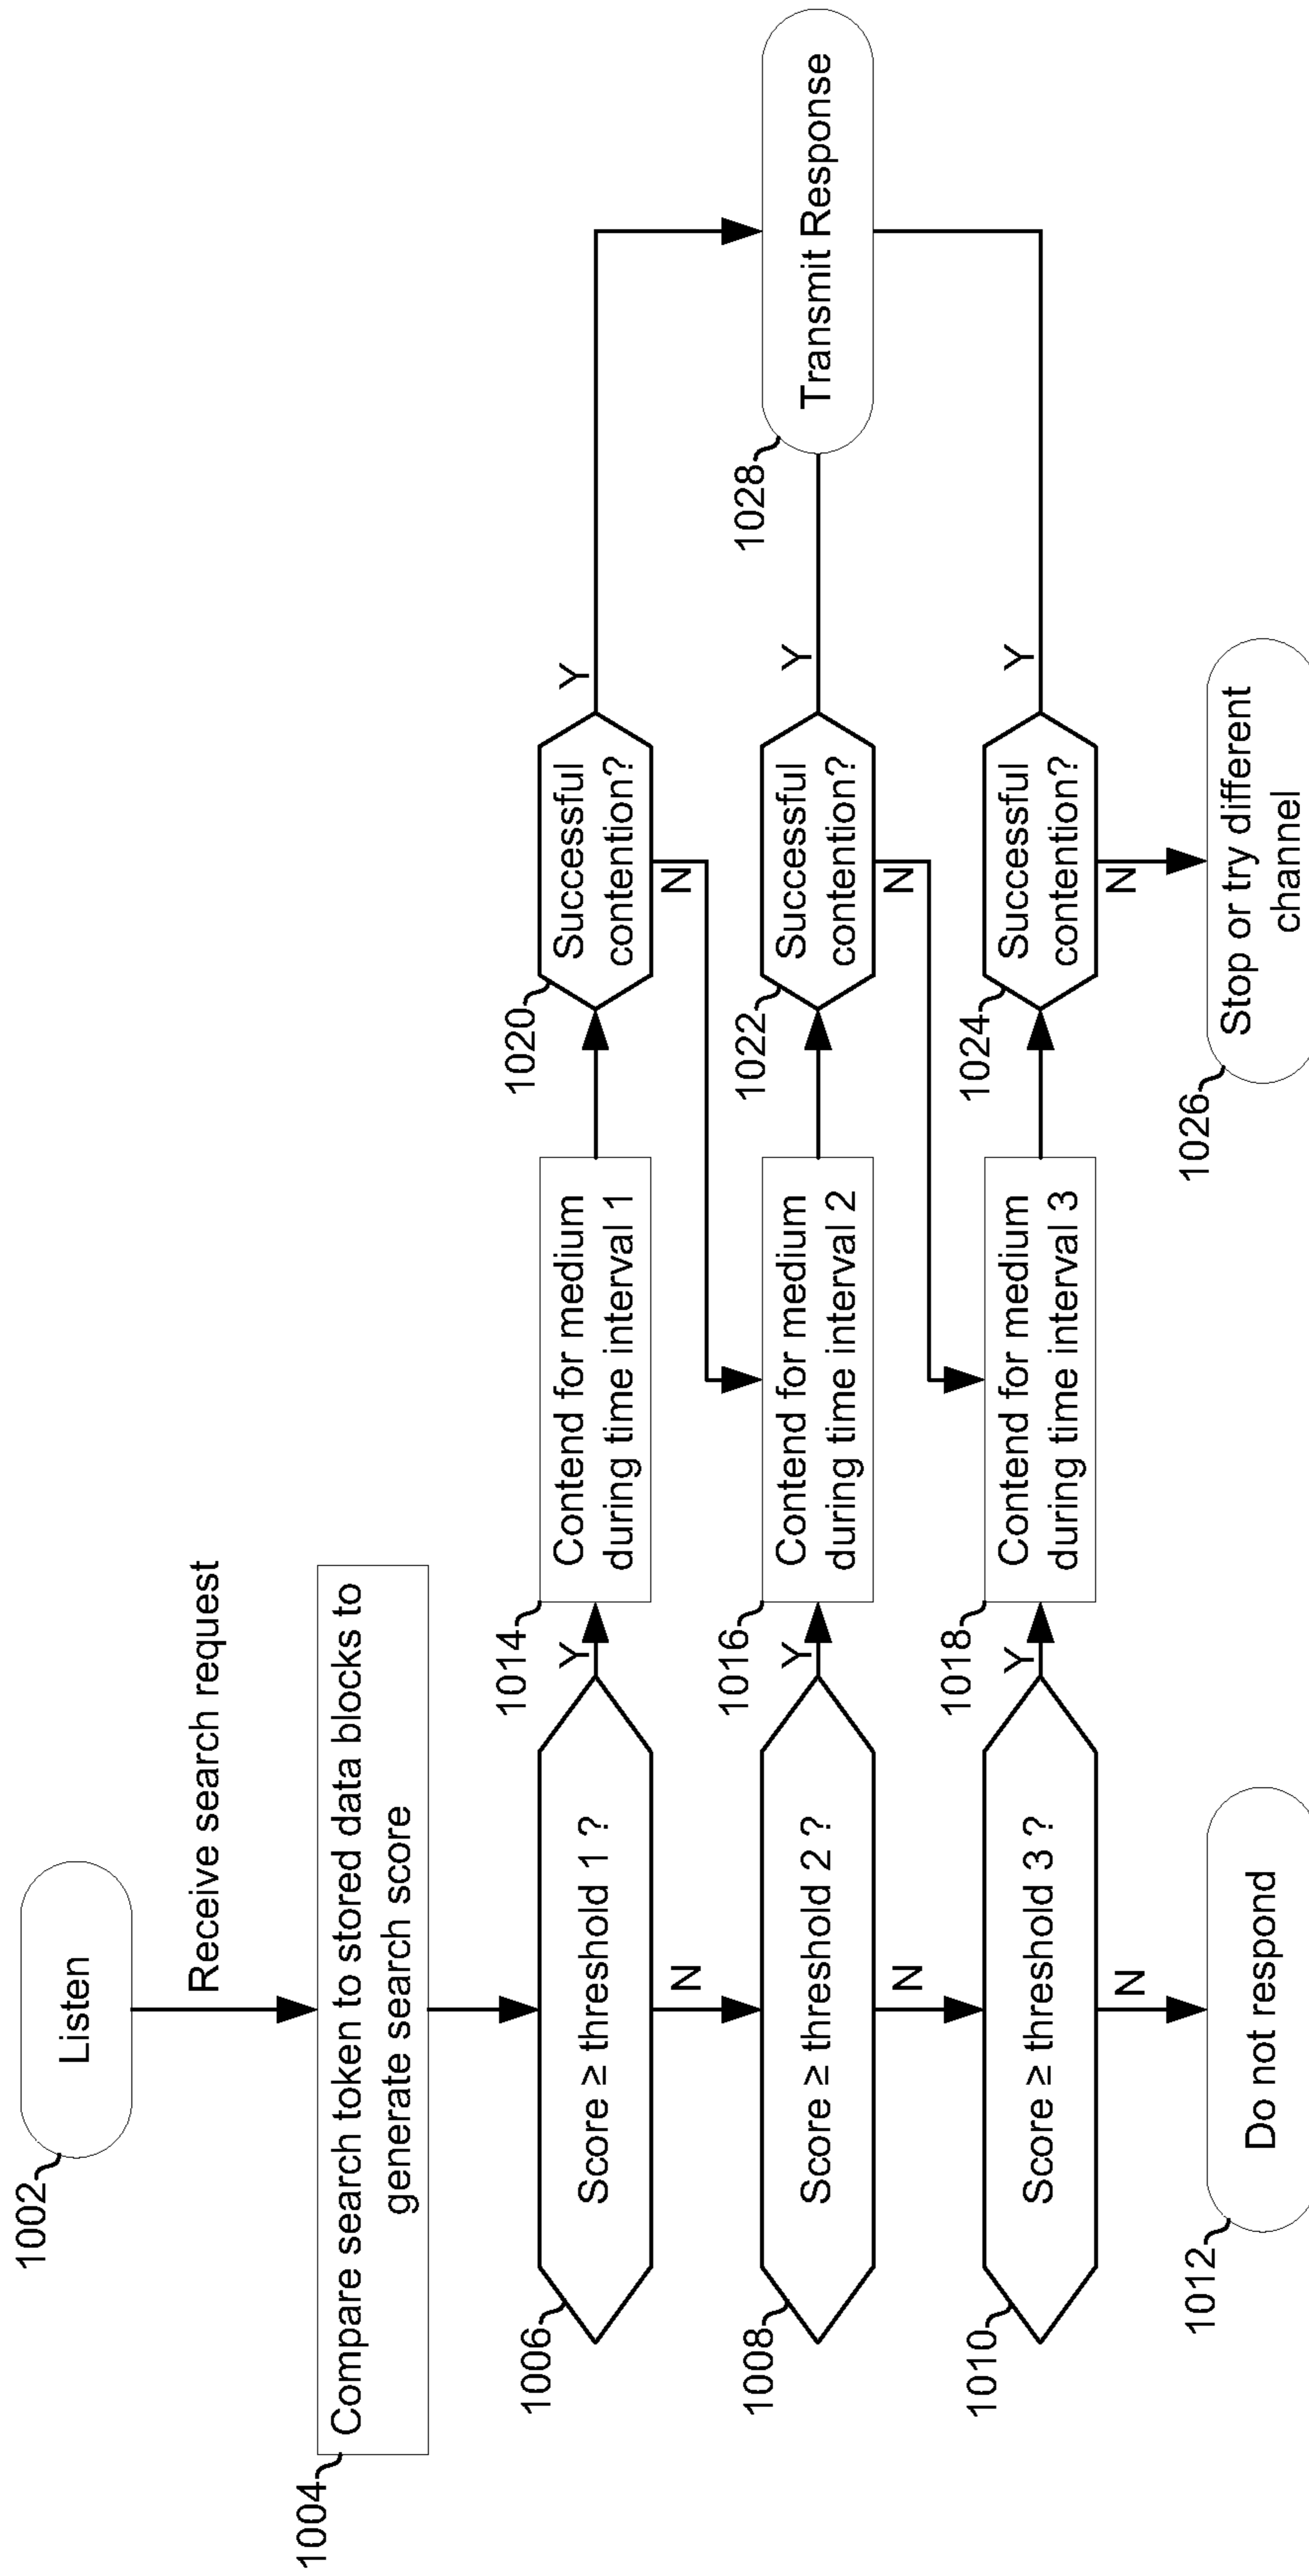 1002
Listen
Receive search request
1004
Compare search token to stored data blocks to
generate search score
1006
Score ≥ threshold 1 ?
Y
N
1014
Contend for medium
during time interval 1
1020
Successful
contention?
Y
N
1008
Score ≥ threshold 2 ?
Y
N
1016
Contend for medium
during time interval 2
1022
Successful
contention?
Y
N
1028
Transmit Response
1010
Score ≥ threshold 3 ?
Y
N
1018
Contend for medium
during time interval 3
1024
Successful
contention?
Y
N
1012
Do not respond
1026
Stop or try different
channel